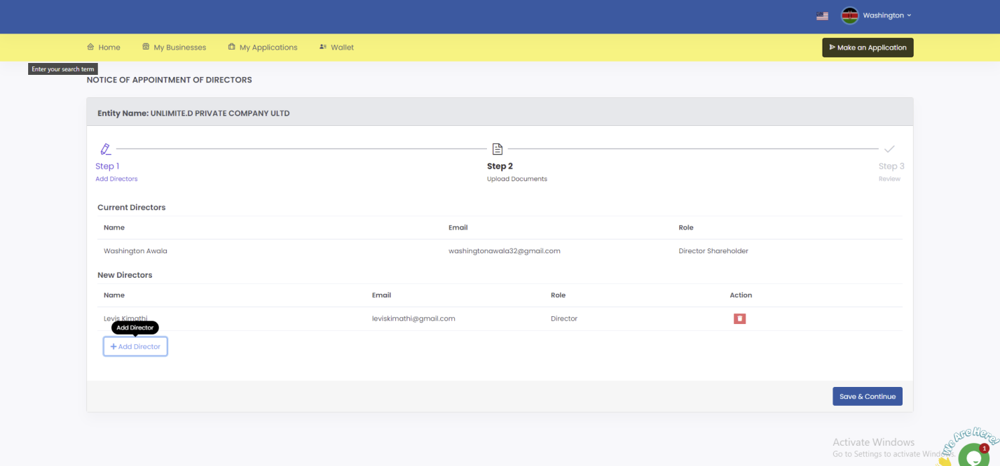 Washington
Home My Businesses My Applications Wallet Make an Application
Enter your search term
NOTICE OF APPOINTMENT OF DIRECTORS
Entity Name: UNLIMITE.D PRIVATE COMPANY ULTD
Step 1 Step 2 Step 3
Add Directors Upload Documents Review
Current Directors
Name Email Role
Washington Awala washingtonawala32@gmail.com Director Shareholder
New Directors
Name Email Role Action
Levis Kimathi leviskimathi@gmail.com Director
Add Director
+ Add Director
Save & Continue
Activate Windows
Go to Settings to activate Windows.
We Are Here!
1